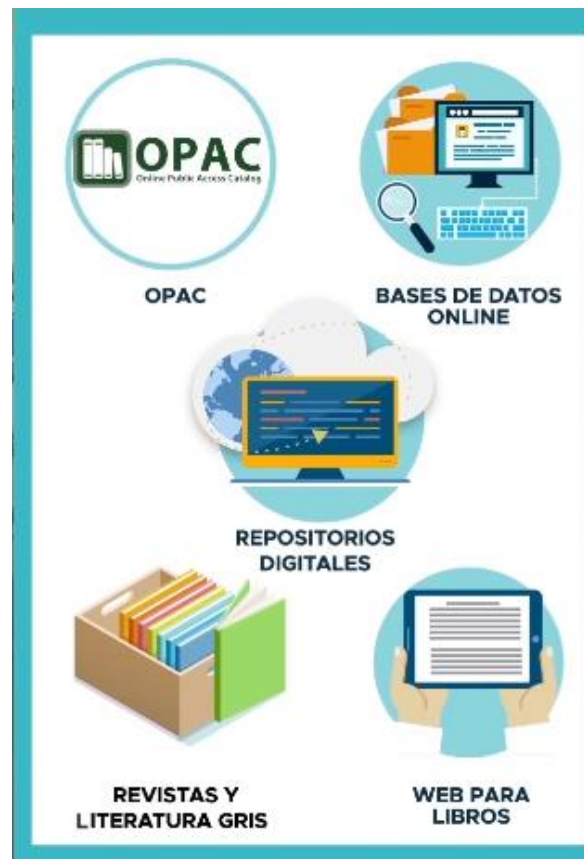 OPAC
Online Public Access Catalog
OPAC
BASES DE DATOS
ONLINE
REPOSITORIOS
DIGITALES
REVISTAS Y
LITERATURA GRIS
WEB PARA
LIBROS